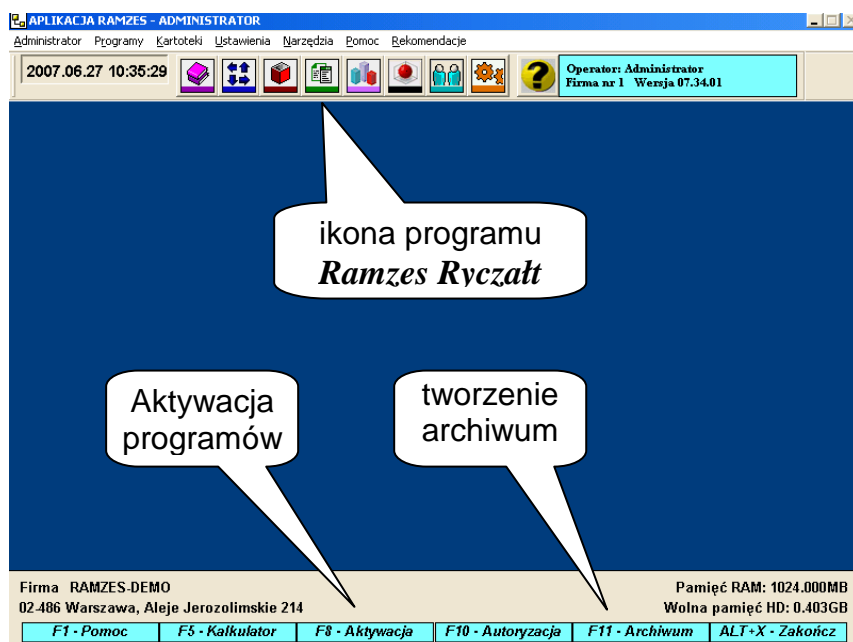 APLIKACJA RAMZES - ADMINISTRATOR
Administrator Programy Kartoteki Ustawienia Narzędzia Pomoc Rekomendacje
2007.06.27 10:35:29
Operator: Administrator
Firma nr 1 Wersja 07.34.01
ikona programu
Ramzes Ryczałt
Aktywacja
programów
tworzenie
archiwum
Firma RAMZES-DEMO Pamięć RAM: 1024.000MB
02-486 Warszawa, Aleje Jerozolimskie 214 Wolna pamięć HD: 0.403GB
F1 - Pomoc F5 - Kalkulator F8 - Aktywacja F10 - Autoryzacja F11 - Archiwum ALT+X - Zakończ